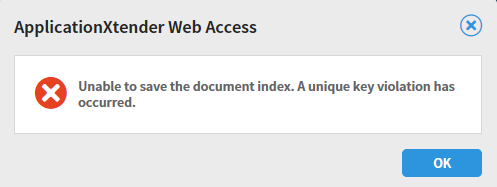 ApplicationXtender Web Access
Unable to save the document index. A unique key violation has
occurred.
OK